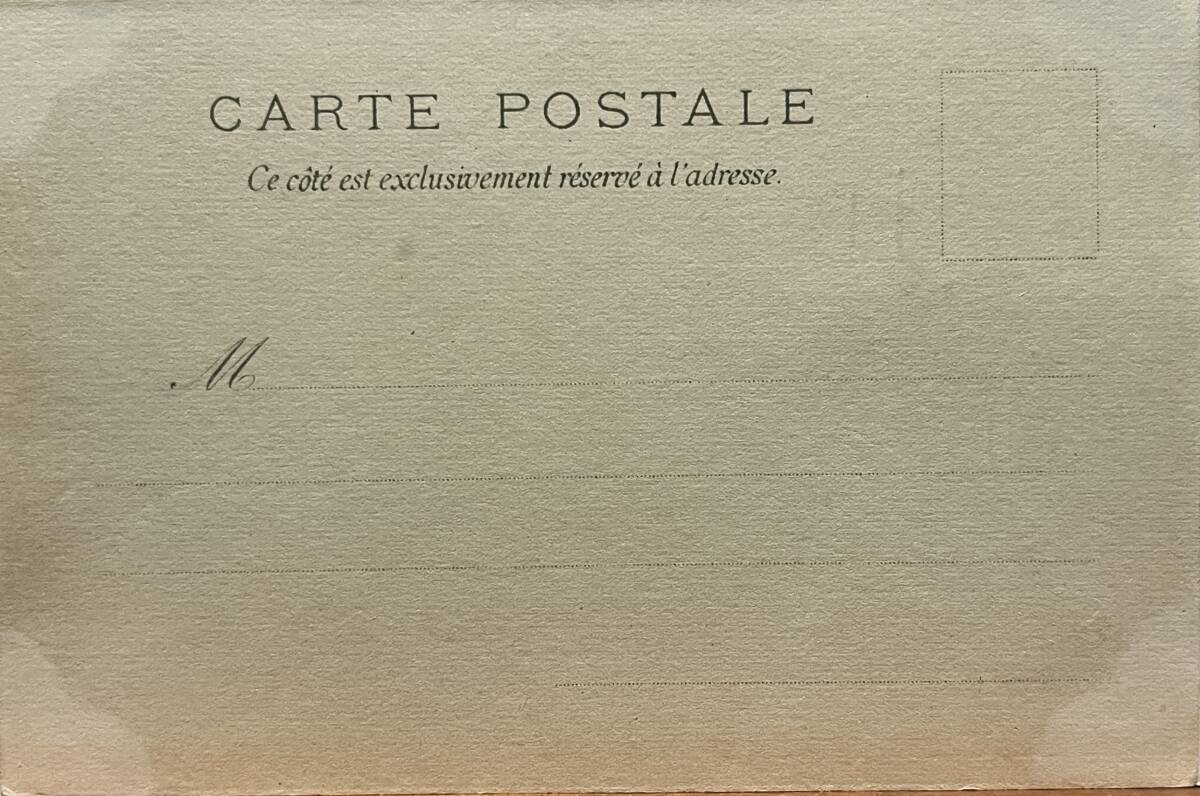 CARTE POSTALE
Ce côté est exclusivement réservé à l'adresse.
M